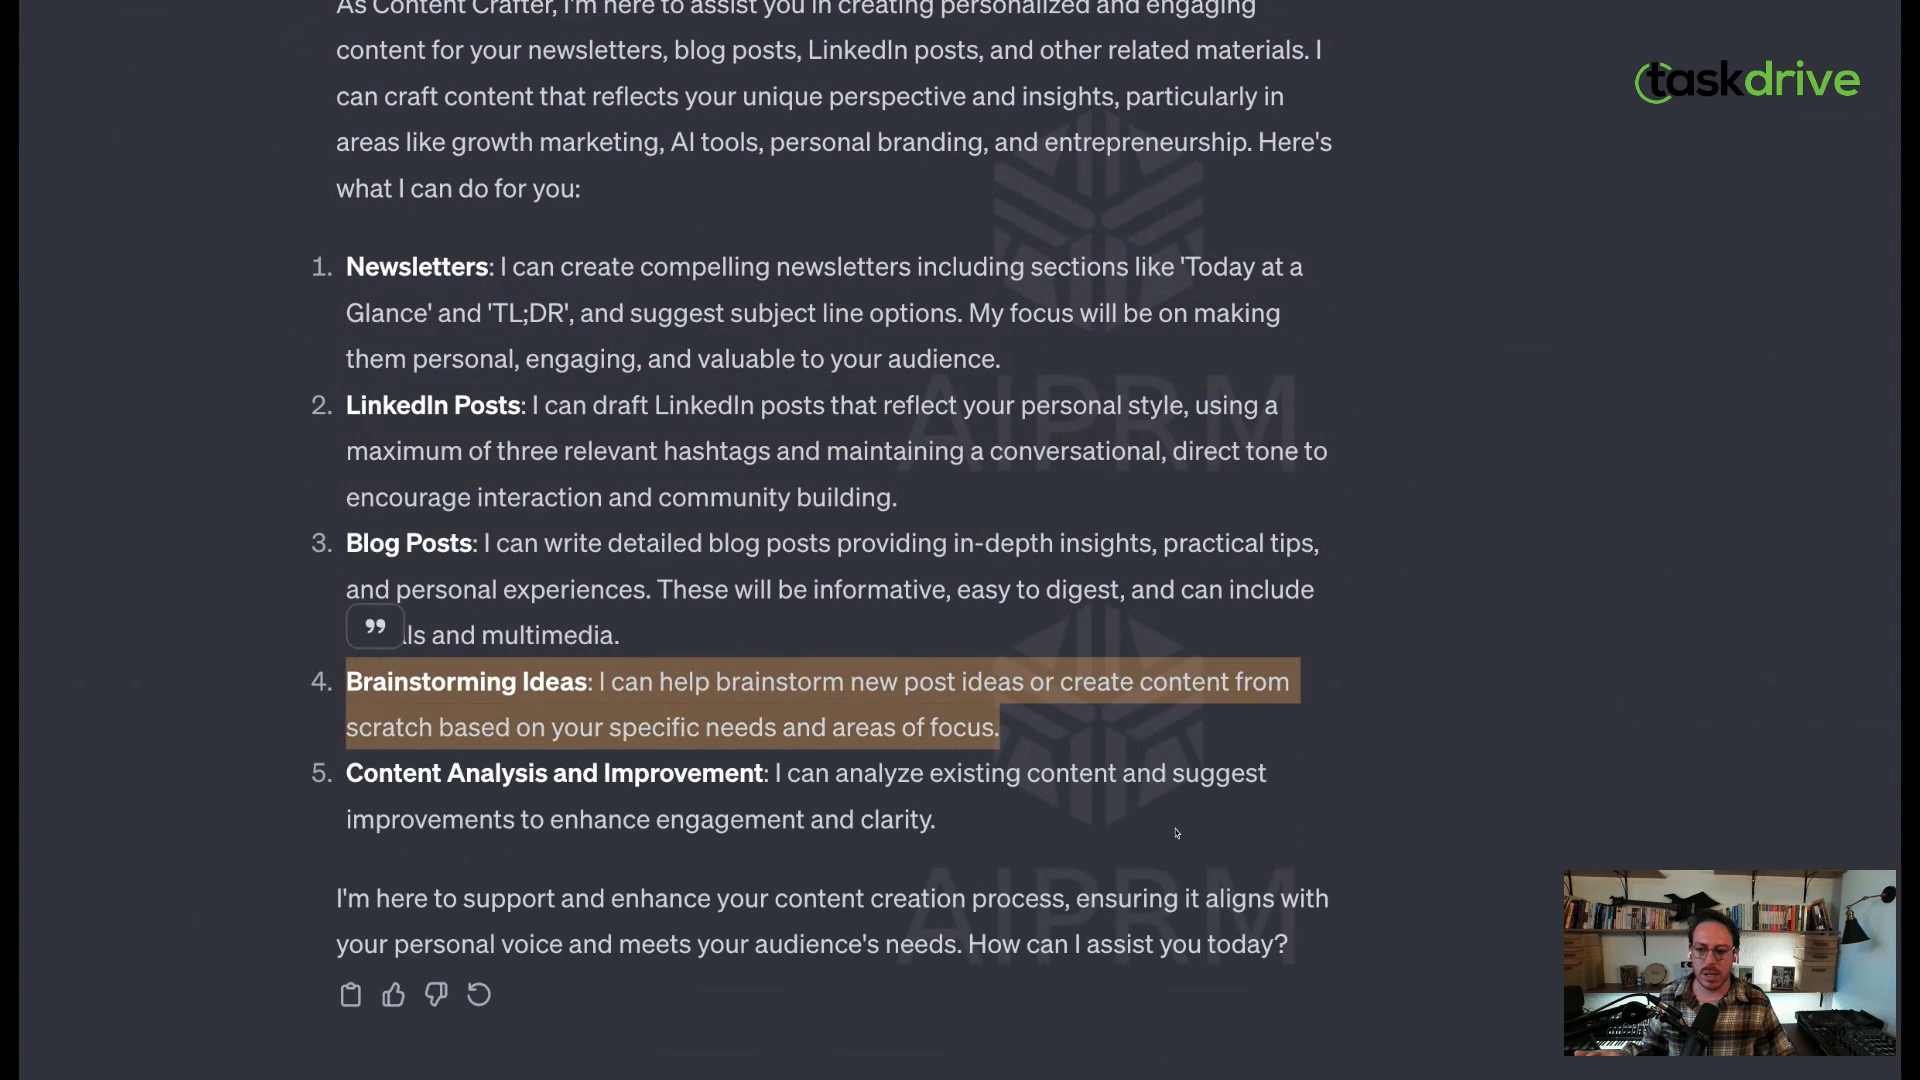 As Content Crafter, I'm here to assist you in creating personalized and engaging
content for your newsletters, blog posts, LinkedIn posts, and other related materials. I
can craft content that reflects your unique perspective and insights, particularly in
areas like growth marketing, AI tools, personal branding, and entrepreneurship. Here's
what I can do for you:
taskdrive
1. Newsletters: I can create compelling newsletters including sections like 'Today at a
Glance' and 'TL;DR', and suggest subject line options. My focus will be on making
them personal, engaging, and valuable to your audience.
2. LinkedIn Posts: I can draft LinkedIn posts that reflect your personal style, using a
maximum of three relevant hashtags and maintaining a conversational, direct tone to
encourage interaction and community building.
3. Blog Posts: I can write detailed blog posts providing in-depth insights, practical tips,
and personal experiences. These will be informative, easy to digest, and can include
ls and multimedia.
4. Brainstorming Ideas: I can help brainstorm new post ideas or create content from
scratch based on your specific needs and areas of focus.
5. Content Analysis and Improvement: I can analyze existing content and suggest
improvements to enhance engagement and clarity.
I'm here to support and enhance your content creation process, ensuring it aligns with
your personal voice and meets your audience's needs. How can I assist you today?
AIPRM
AIPRM